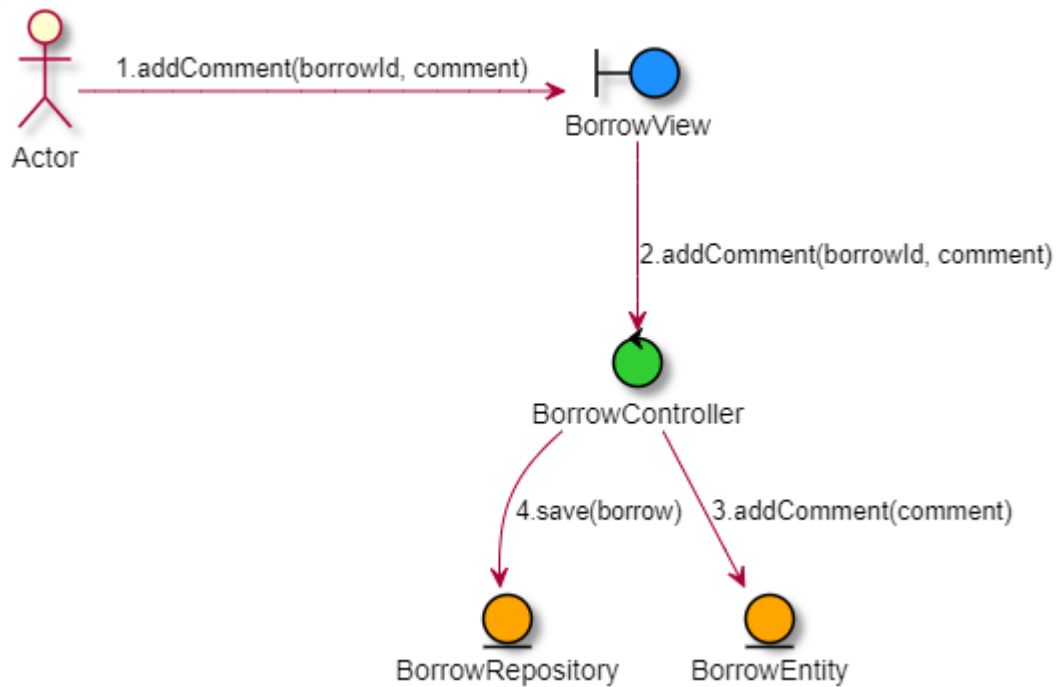 1.addComment(borrowId, comment)
Actor
BorrowView
2.addComment(borrowId, comment)
BorrowController
4.save(borrow)
3.addComment(comment)
BorrowRepository
BorrowEntity